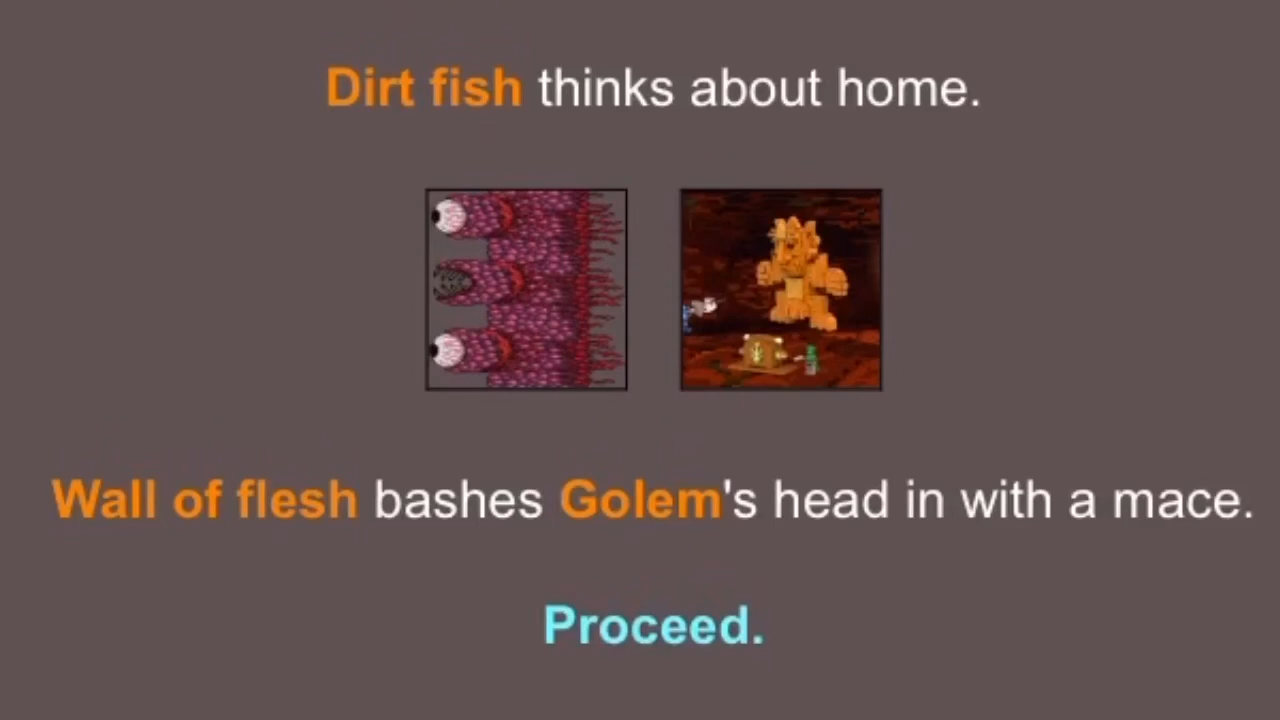 Dirt fish thinks about home.
Wall of flesh bashes Golem's head in with a mace.
Proceed.